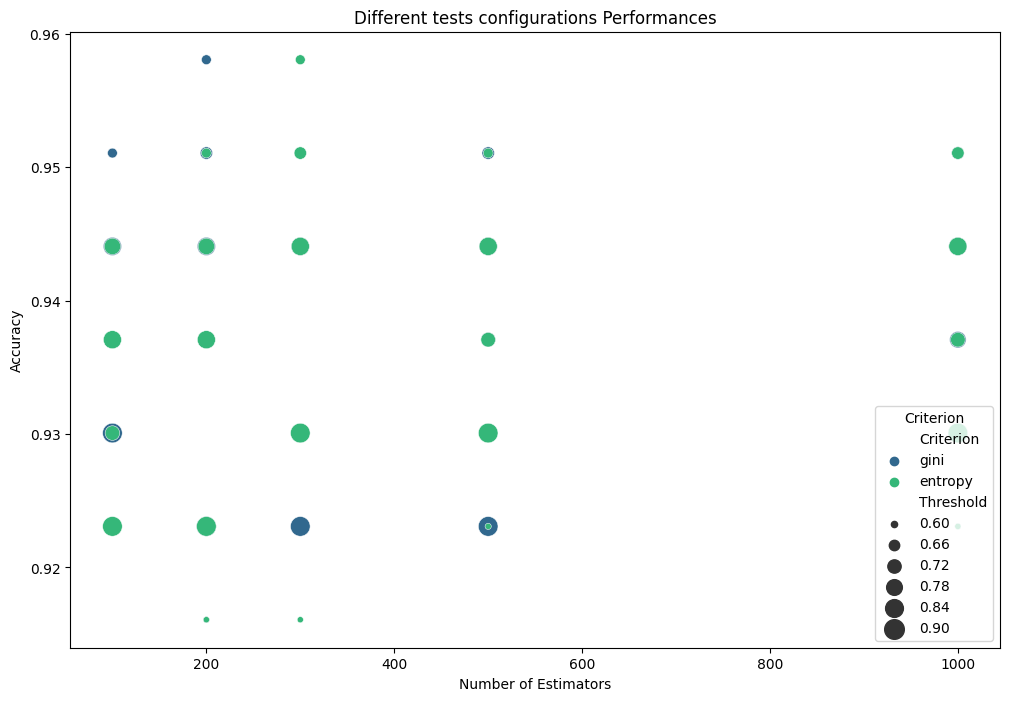 Different tests configurations Performances
0.96
0.95
0.94
0.93
0.92
Accuracy
200
400
600
800
1000
Number of Estimators
Criterion
Criterion
gini
entropy
Threshold
0.60
0.66
0.72
0.78
0.84
0.90